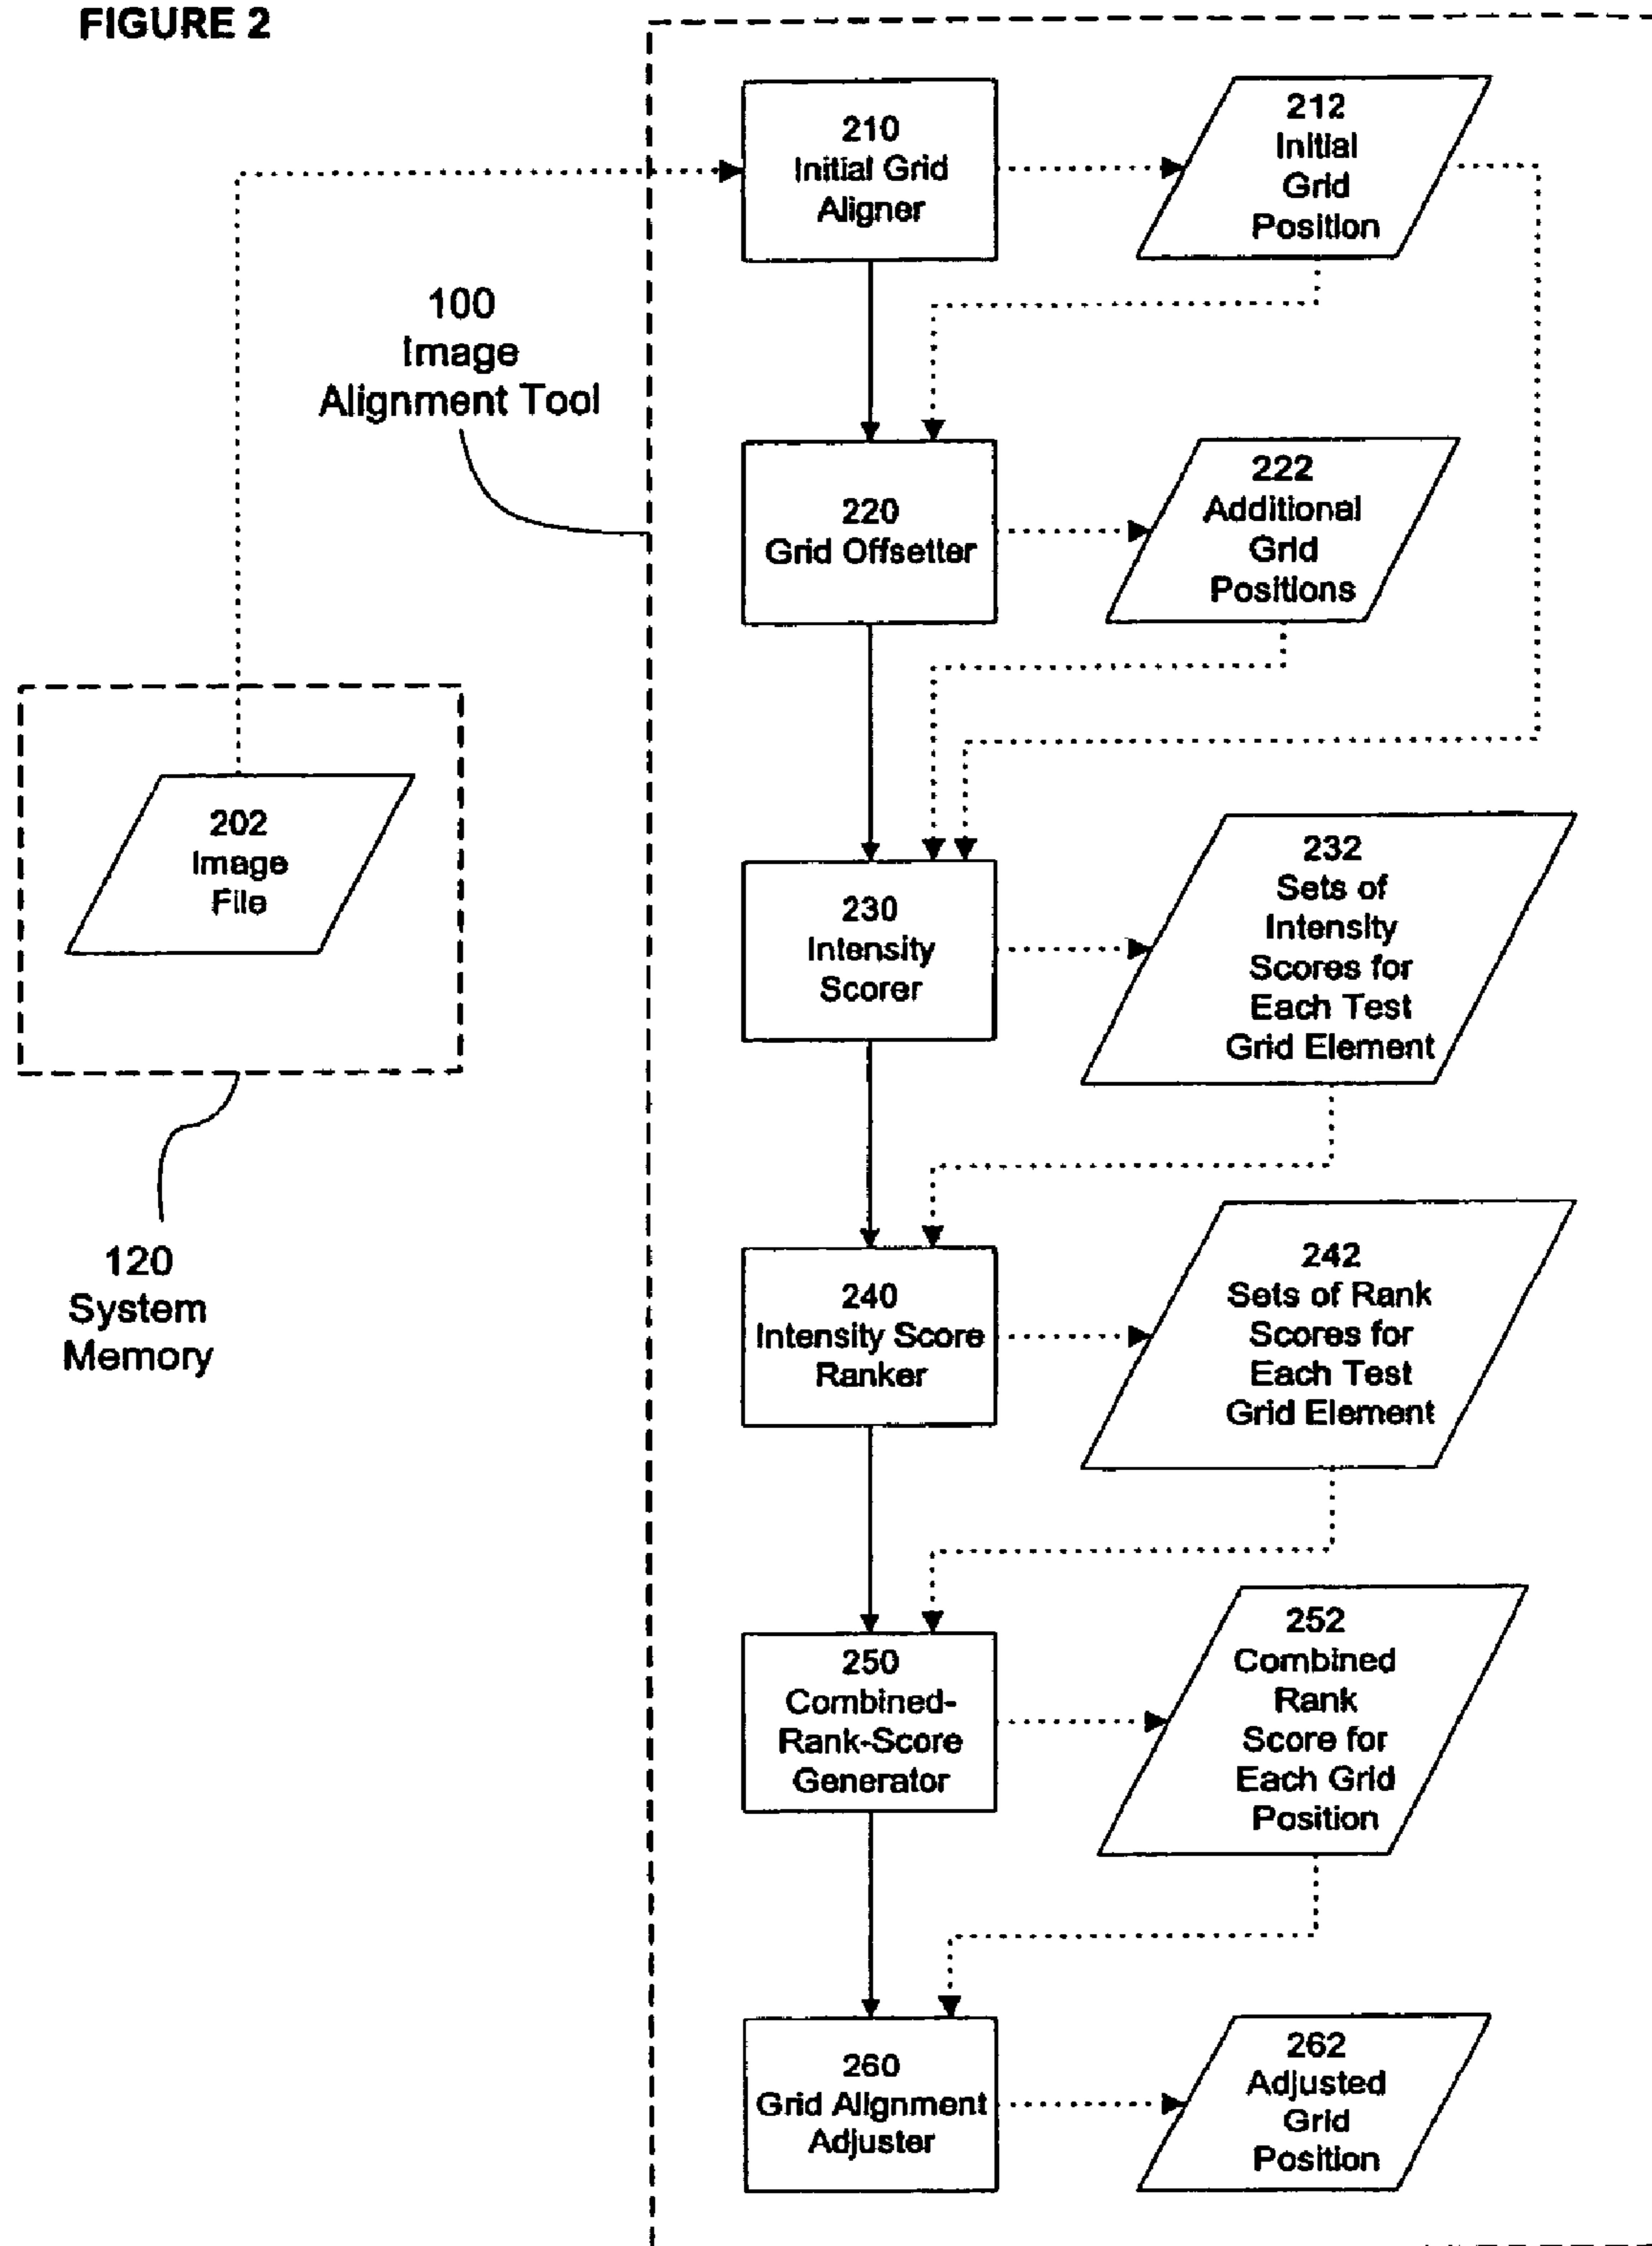 FIGURE 2
210
Initial Grid
Aligner
212
Initial
Grid
Position
100
Image
Alignment Tool
220
Grid Offsetter
222
Additional
Grid
Positions
202
Image
File
230
Intensity
Scorer
232
Sets of
Intensity
Scores for
Each Test
Grid Element
120
System
Memory
240
Intensity Score
Ranker
242
Sets of Rank
Scores for
Each Test
Grid Element
250
Combined-
Rank-Score
Generator
252
Combined
Rank
Score for
Each Grid
Position
260
Grid Alignment
Adjuster
262
Adjusted
Grid
Position